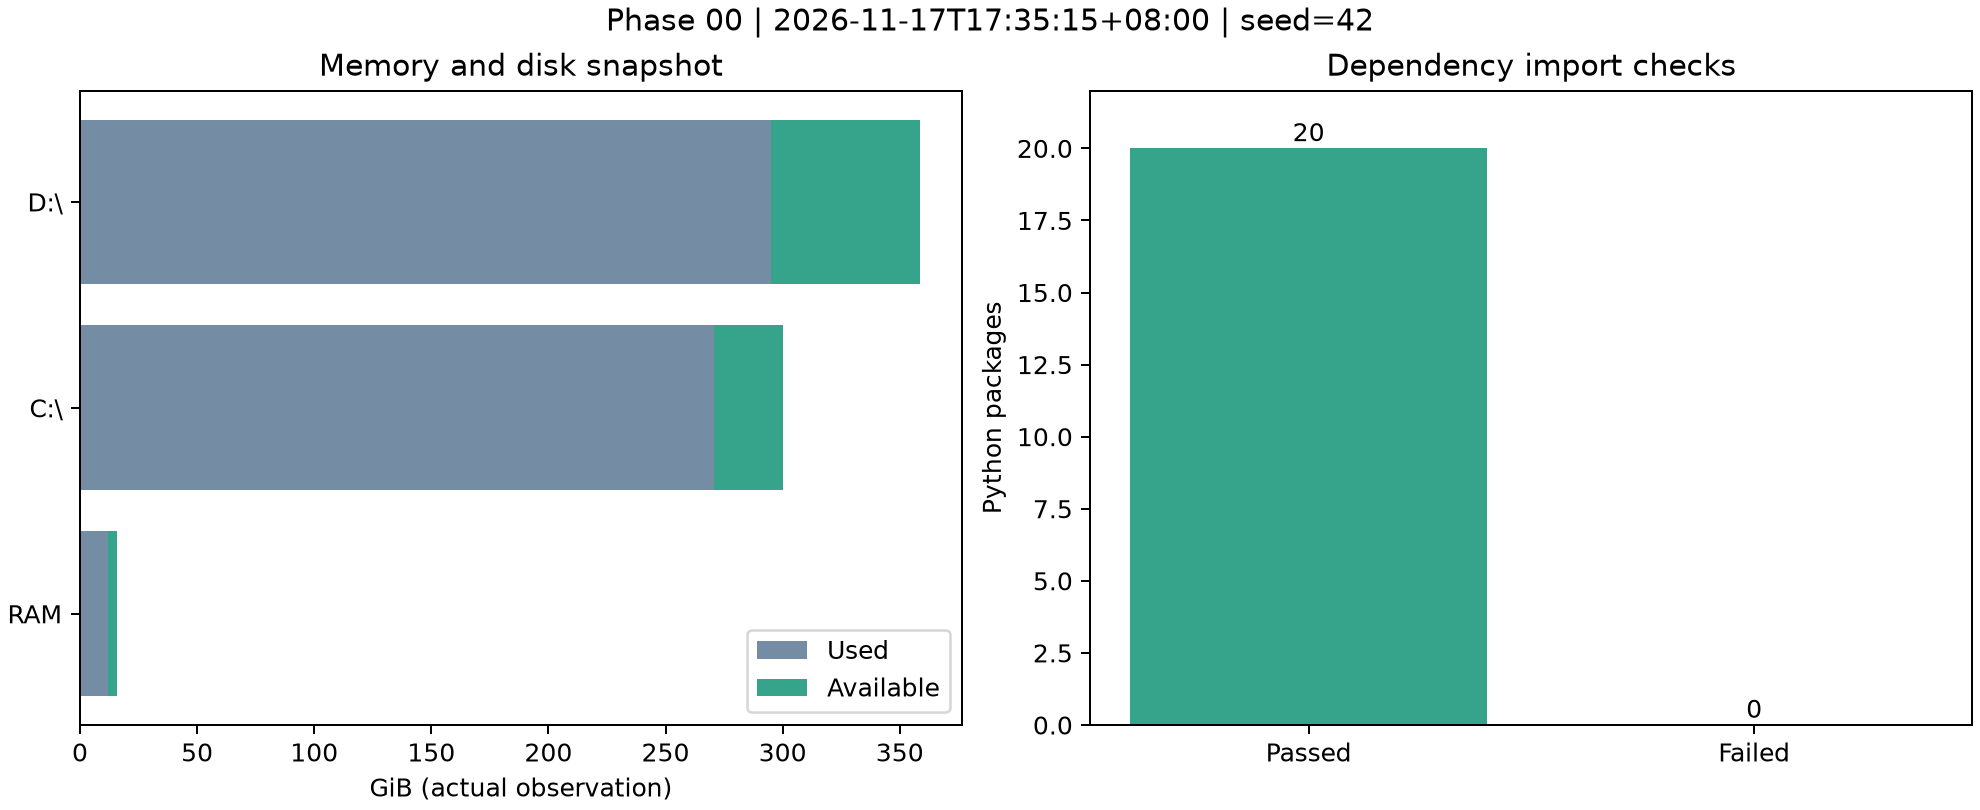 Phase 00 | 2026-11-17T17:35:15+08:00 | seed=42
Memory and disk snapshot
D:\
C:\
RAM
Used
Available
0 50 100 150 200 250 300 350
GiB (actual observation)
Dependency import checks
Python packages
20.0
17.5
15.0
12.5
10.0
7.5
5.0
2.5
0.0
20
0
Passed Failed